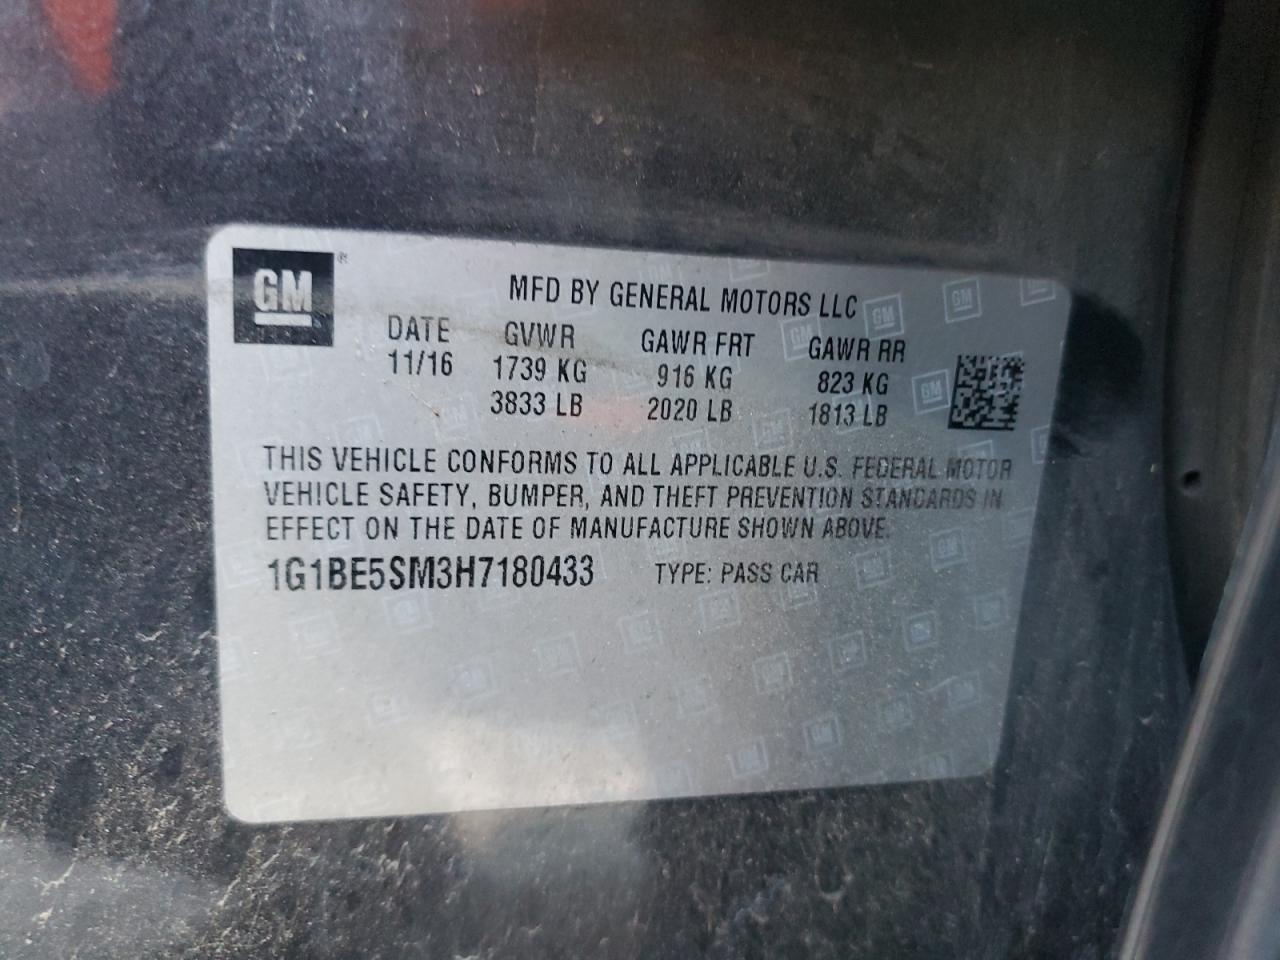 GM ®
MFD BY GENERAL MOTORS LLC
DATE GVWR GAWR FRT GAWR RR
11/16 1739 KG 916 KG 823 KG
3833 LB 2020 LB 1813 LB
THIS VEHICLE CONFORMS TO ALL APPLICABLE U.S. FEDERAL MOTOR
VEHICLE SAFETY, BUMPER, AND THEFT PREVENTION STANDARDS IN
EFFECT ON THE DATE OF MANUFACTURE SHOWN ABOVE.
1G1BE5SM3H7180433 TYPE: PASS CAR